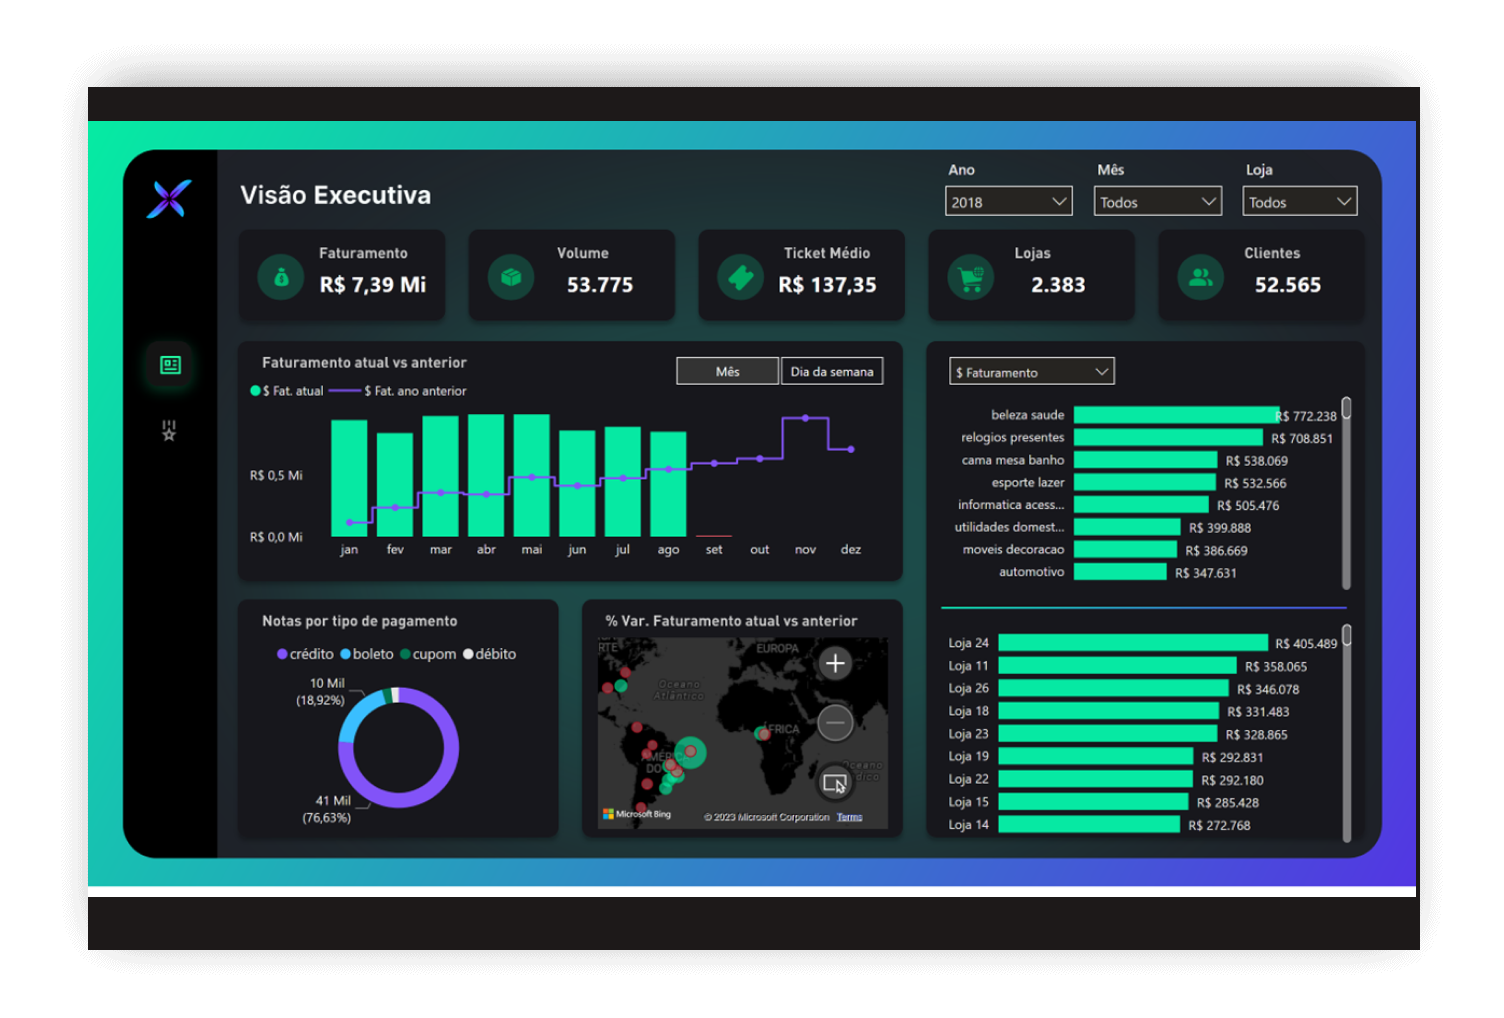 Visão Executiva
Ano
Mês
Loja
2018
Todos
Todos
Faturamento
R$ 7,39 Mi
Volume
53.775
Ticket Médio
R$ 137,35
Lojas
2.383
Clientes
52.565
Faturamento atual vs anterior
Mês
Dia da semana
$ Fat. atual
$ Fat. ano anterior
R$ 0,5 Mi
R$ 0,0 Mi
jan fev mar abr mai jun jul ago set out nov dez
$ Faturamento
beleza saude R$ 772.238
relogios presentes R$ 708.851
cama mesa banho R$ 538.069
esporte lazer R$ 532.566
informatica acess... R$ 505.476
utilidades domest... R$ 399.888
moveis decoracao R$ 386.669
automotivo R$ 347.631
Loja 24 R$ 405.489
Loja 11 R$ 358.065
Loja 26 R$ 346.078
Loja 18 R$ 331.483
Loja 23 R$ 328.865
Loja 19 R$ 292.831
Loja 22 R$ 292.180
Loja 15 R$ 285.428
Loja 14 R$ 272.768
Notas por tipo de pagamento
crédito boleto cupom débito
10 Mil
(18,92%)
41 Mil
(76,63%)
% Var. Faturamento atual vs anterior
EUROPA
Oceano
Atlântico
AMÉRIC
DO
Oceano
Microsoft Bing
© 2023 Microsoft Corporation Terms